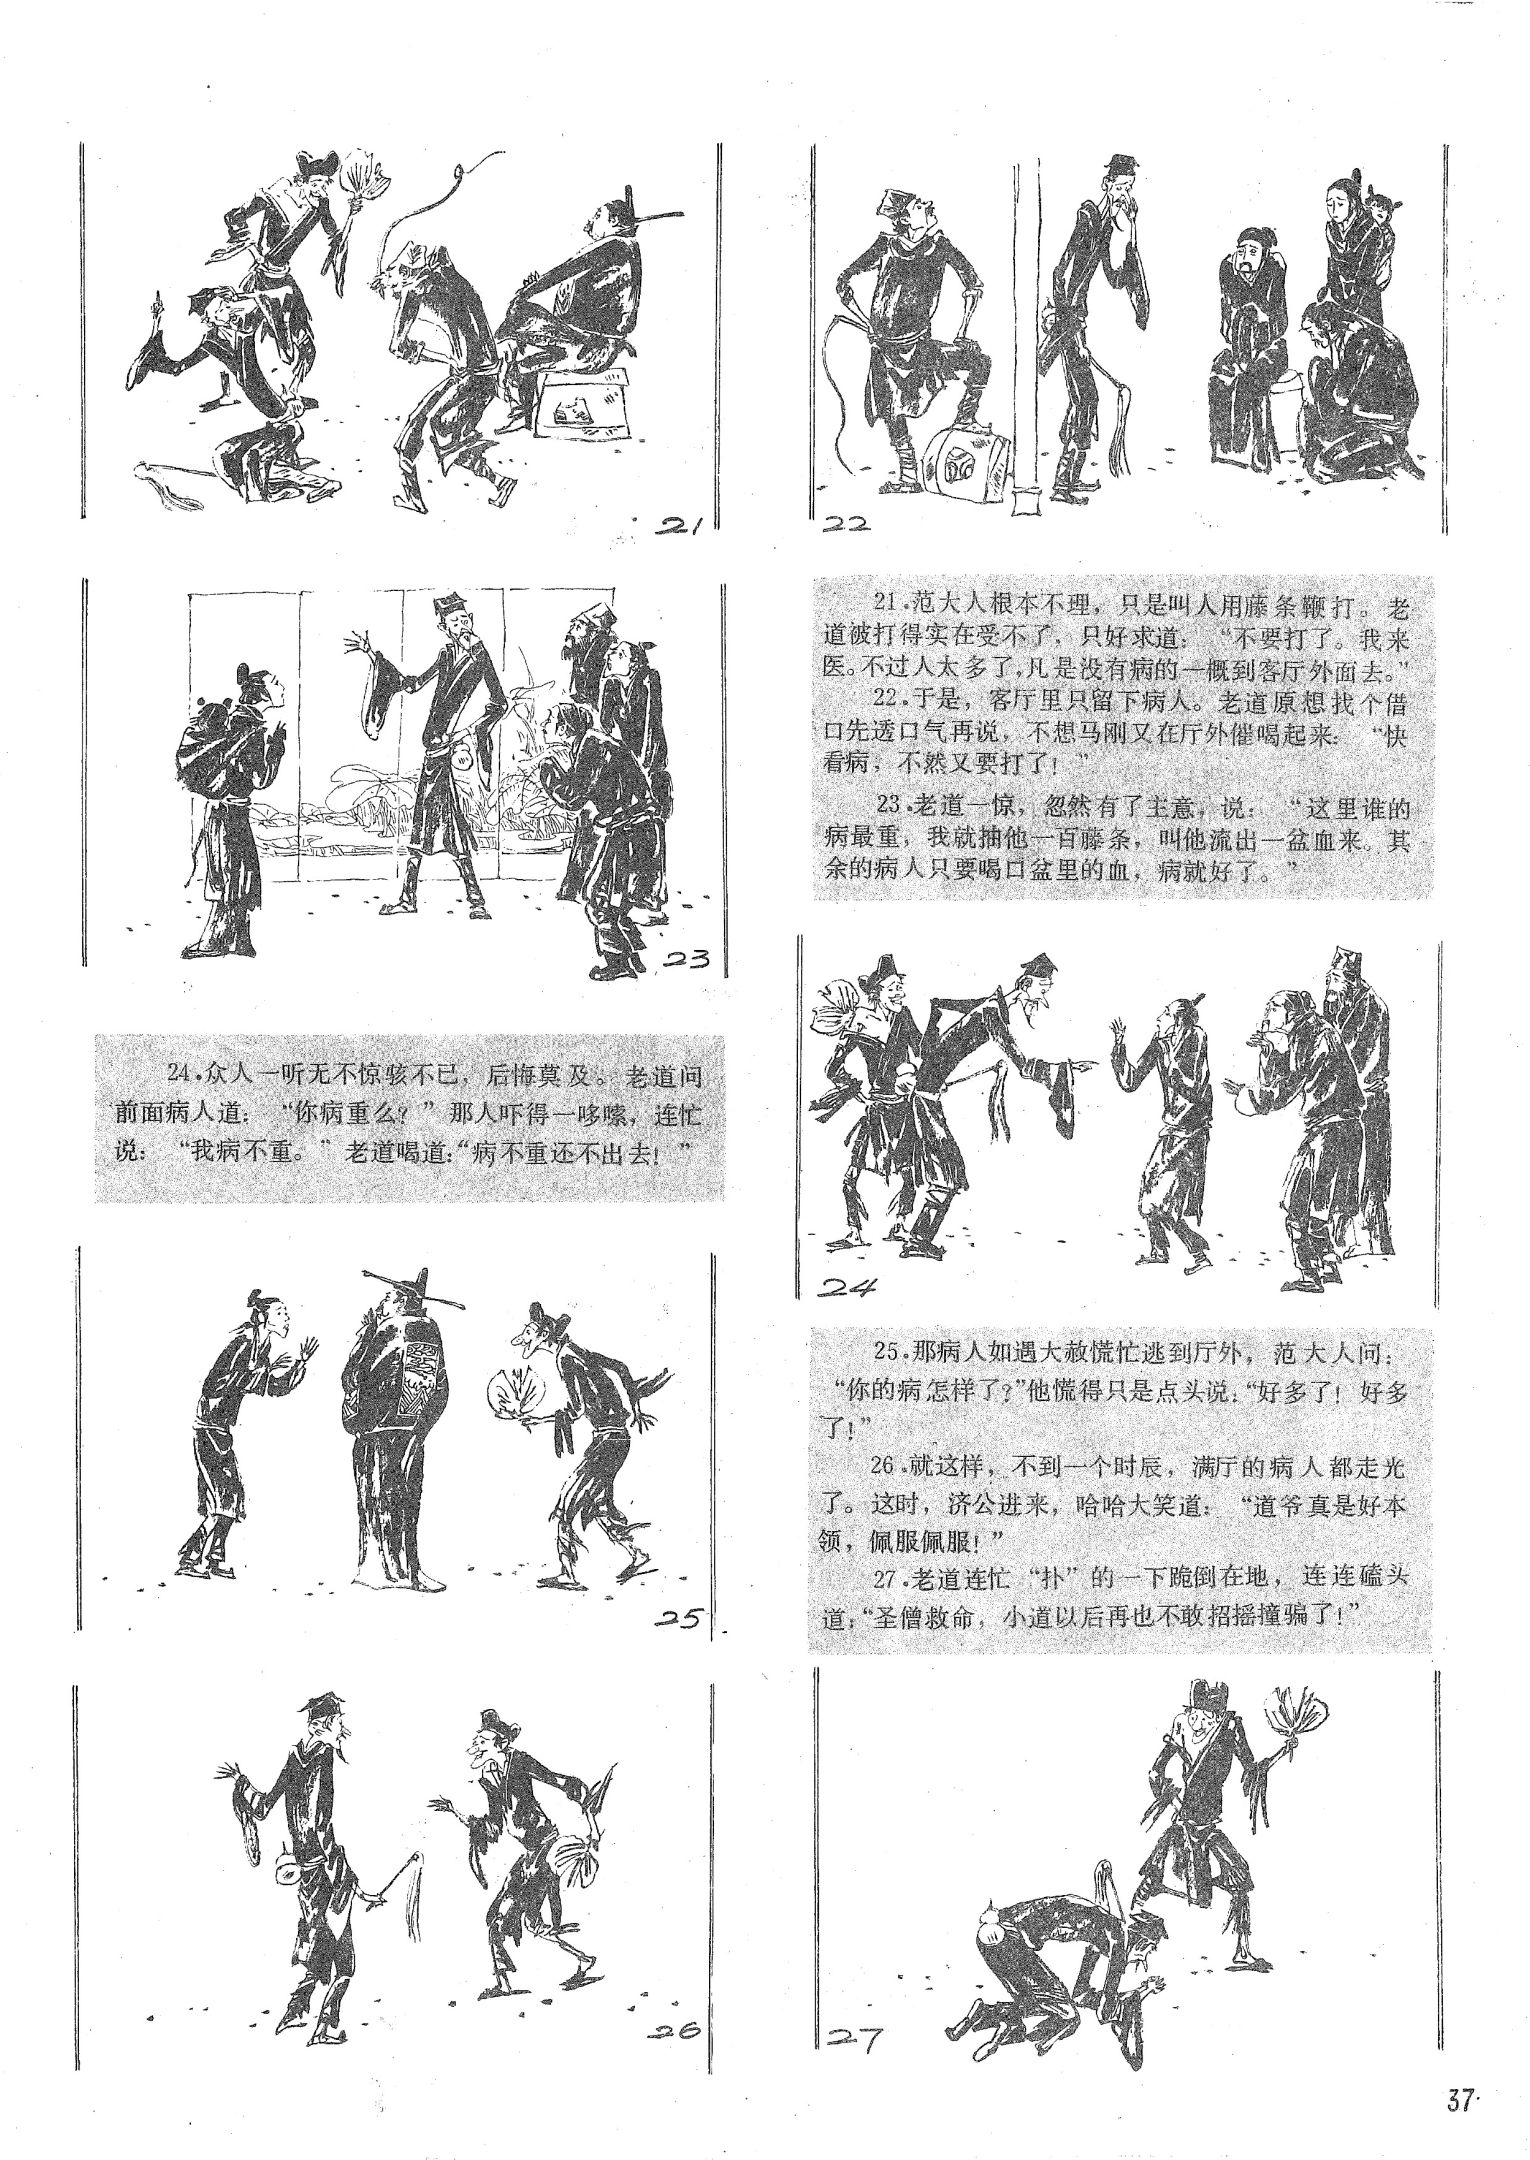 21
22
21.范大人根本不理，只是叫人用藤条鞭打。老
道被打得实在受不了，只好求道：“不要打了。我来
医。不过人太多了，凡是没有病的一概到客厅外面去。”
22.于是，客厅里只留下病人。老道原想找个借
口先透口气再说，不想马刚又在厅外催喝起来：“快
看病，不然又要打了！”
23.老道一惊，忽然有了主意，说：“这里谁的
病最重，我就抽他一百藤条，叫他流出一盆血来。其
余的病人只要喝口盆里的血，病就好了。”
23
24.众人一听无不惊骇不已，后悔莫及。老道问
前面病人道：“你病重么？”那人吓得一哆嗦，连忙
说：“我病不重。”老道喝道：“病不重还不出去！”
24
25.那病人如遇大赦慌忙逃到厅外，范大人问：
“你的病怎样了？”他慌得只是点头说：“好多了！好多
了！”
26.就这样，不到一个时辰，满厅的病人都走光
了。这时，济公进来，哈哈大笑道：“道爷真是好本
领，佩服佩服！”
27.老道连忙“扑”的一下跪倒在地，连连磕头
道：“圣僧救命，小道以后再也不敢招摇撞骗了！”
25
26
27
37